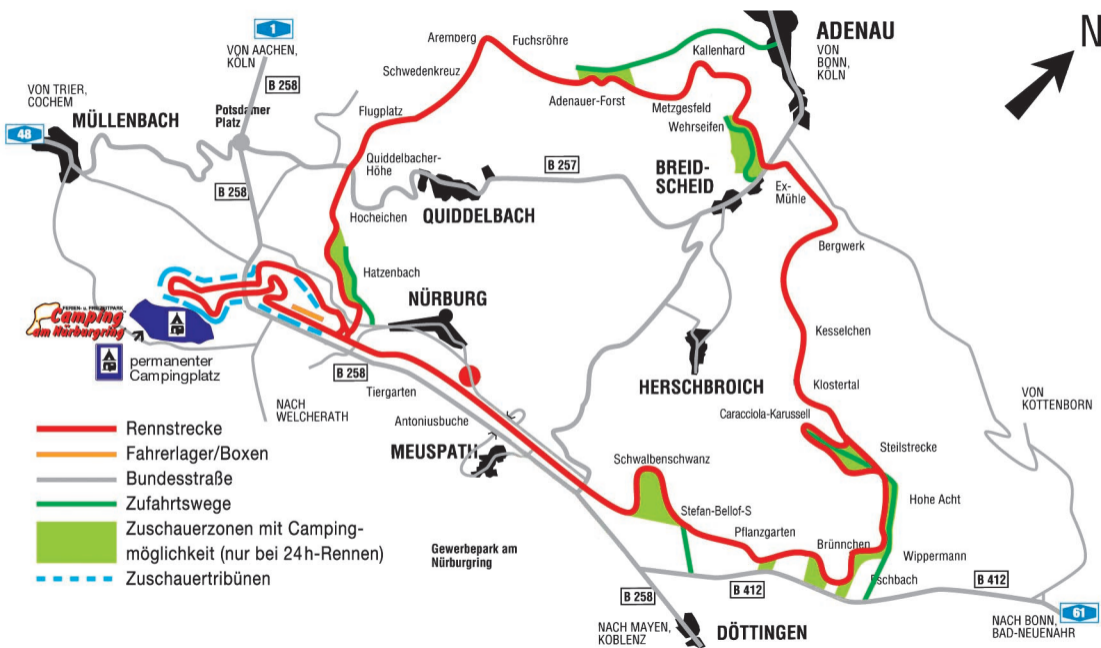 1
VON AACHEN,
KÖLN
B 258
VON TRIER,
COCHEM
48
MÜLLENBACH
Potsdamer
Platz
B 258
Aremberg
Fuchsröhre
Schwedenkreuz
Flugplatz
Adenauer-Forst
Kallenhard
Metzgesfeld
Wehrseifen
ADENAU
VON
BONN,
KÖLN
N
Quiddelbacher-
Höhe
QUIDDELBACH
B 257
BREID-
SCHEID
Ex-
Mühle
Bergwerk
Hocheichen
Hatzenbach
NÜRBURG
FERIEN- u. FREIZEITPARK
Camping
am Nürburgring
permanenter
Campingplatz
B 258
Tiergarten
NACH
WELCHERATH
Antoniusbuche
MEUSPATH
Kesselchen
HERSCHBROICH
Klostertal
Caracciola-Karussell
VON
KOTTENBORN
Steilstrecke
Hohe Acht
Schwalbenschwanz
Stefan-Bellof-S
Pflanzgarten
Brünnchen
Wippermann
Eschbach
Gewerbepark am
Nürburgring
B 258
B 412
B 412
NACH MAYEN,
KOBLENZ
DÖTTINGEN
61
NACH BONN,
BAD-NEUENAHR
Rennstrecke
Fahrerlager/Boxen
Bundesstraße
Zufahrtswege
Zuschauerzonen mit Camping-
möglichkeit (nur bei 24h-Rennen)
Zuschauertribünen